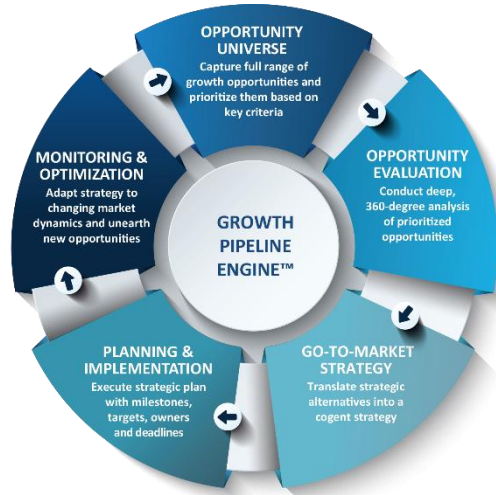 OPPORTUNITY
UNIVERSE
Capture full range of
growth opportunities and
prioritize them based on
key criteria
OPPORTUNITY
EVALUATION
Conduct deep,
360-degree analysis
of prioritized
opportunities
GO-TO-MARKET
STRATEGY
Translate strategic
alternatives into a
cogent strategy
PLANNING &
IMPLEMENTATION
Execute strategic plan
with milestones,
targets, owners
and deadlines
MONITORING &
OPTIMIZATION
Adapt strategy to
changing market
dynamics and unearth
new opportunities
GROWTH
PIPELINE
ENGINE™